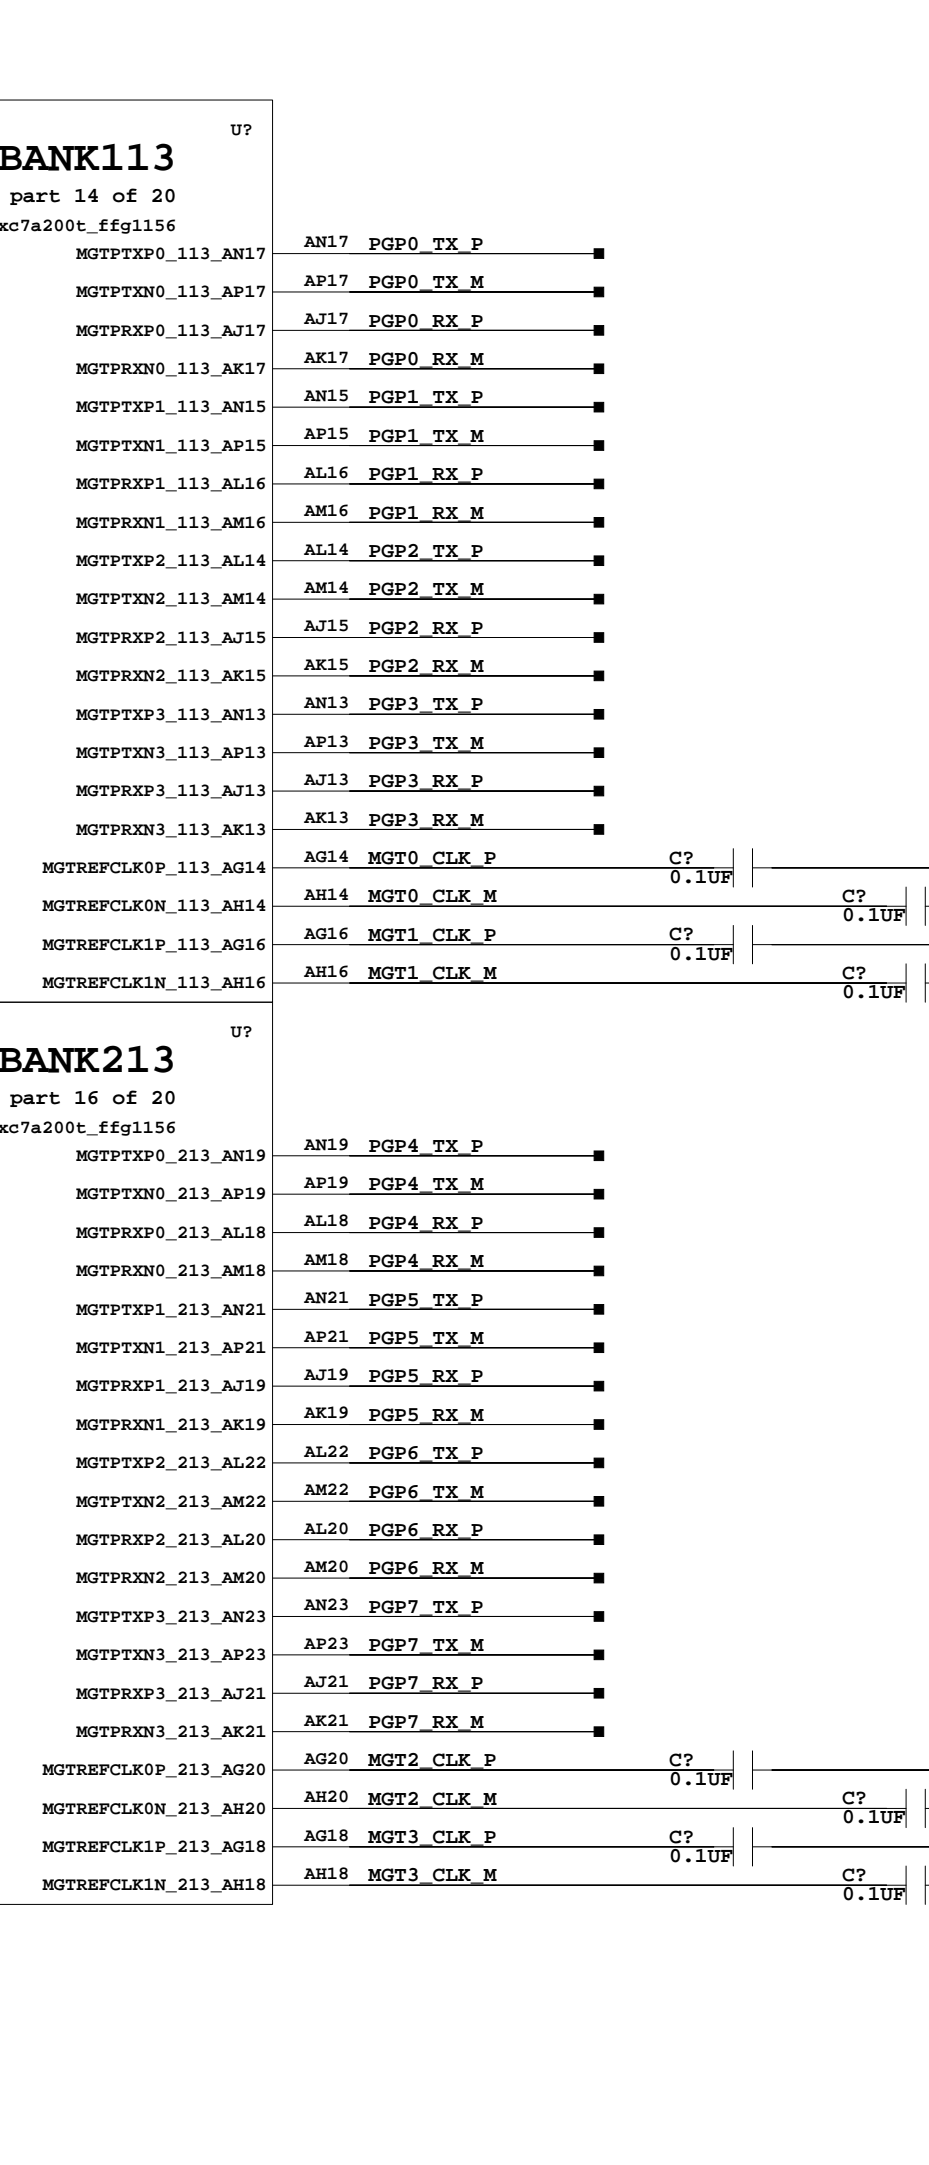 U?
BANK113
part 14 of 20
xc7a200t_ffg1156
MGTPTXP0_113_AN17 AN17 PGP0_TX_P
MGTPTXN0_113_AP17 AP17 PGP0_TX_M
MGTPRXP0_113_AJ17 AJ17 PGP0_RX_P
MGTPRXN0_113_AK17 AK17 PGP0_RX_M
MGTPTXP1_113_AN15 AN15 PGP1_TX_P
MGTPTXN1_113_AP15 AP15 PGP1_TX_M
MGTPRXP1_113_AL16 AL16 PGP1_RX_P
MGTPRXN1_113_AM16 AM16 PGP1_RX_M
MGTPTXP2_113_AL14 AL14 PGP2_TX_P
MGTPTXN2_113_AM14 AM14 PGP2_TX_M
MGTPRXP2_113_AJ15 AJ15 PGP2_RX_P
MGTPRXN2_113_AK15 AK15 PGP2_RX_M
MGTPTXP3_113_AN13 AN13 PGP3_TX_P
MGTPTXN3_113_AP13 AP13 PGP3_TX_M
MGTPRXP3_113_AJ13 AJ13 PGP3_RX_P
MGTPRXN3_113_AK13 AK13 PGP3_RX_M
MGTREFCLK0P_113_AG14 AG14 MGT0_CLK_P C?
0.1UF
MGTREFCLK0N_113_AH14 AH14 MGT0_CLK_M C?
0.1UF
MGTREFCLK1P_113_AG16 AG16 MGT1_CLK_P C?
0.1UF
MGTREFCLK1N_113_AH16 AH16 MGT1_CLK_M C?
0.1UF
U?
BANK213
part 16 of 20
xc7a200t_ffg1156
MGTPTXP0_213_AN19 AN19 PGP4_TX_P
MGTPTXN0_213_AP19 AP19 PGP4_TX_M
MGTPRXP0_213_AL18 AL18 PGP4_RX_P
MGTPRXN0_213_AM18 AM18 PGP4_RX_M
MGTPTXP1_213_AN21 AN21 PGP5_TX_P
MGTPTXN1_213_AP21 AP21 PGP5_TX_M
MGTPRXP1_213_AJ19 AJ19 PGP5_RX_P
MGTPRXN1_213_AK19 AK19 PGP5_RX_M
MGTPTXP2_213_AL22 AL22 PGP6_TX_P
MGTPTXN2_213_AM22 AM22 PGP6_TX_M
MGTPRXP2_213_AL20 AL20 PGP6_RX_P
MGTPRXN2_213_AM20 AM20 PGP6_RX_M
MGTPTXP3_213_AN23 AN23 PGP7_TX_P
MGTPTXN3_213_AP23 AP23 PGP7_TX_M
MGTPRXP3_213_AJ21 AJ21 PGP7_RX_P
MGTPRXN3_213_AK21 AK21 PGP7_RX_M
MGTREFCLK0P_213_AG20 AG20 MGT2_CLK_P C?
0.1UF
MGTREFCLK0N_213_AH20 AH20 MGT2_CLK_M C?
0.1UF
MGTREFCLK1P_213_AG18 AG18 MGT3_CLK_P C?
0.1UF
MGTREFCLK1N_213_AH18 AH18 MGT3_CLK_M C?
0.1UF